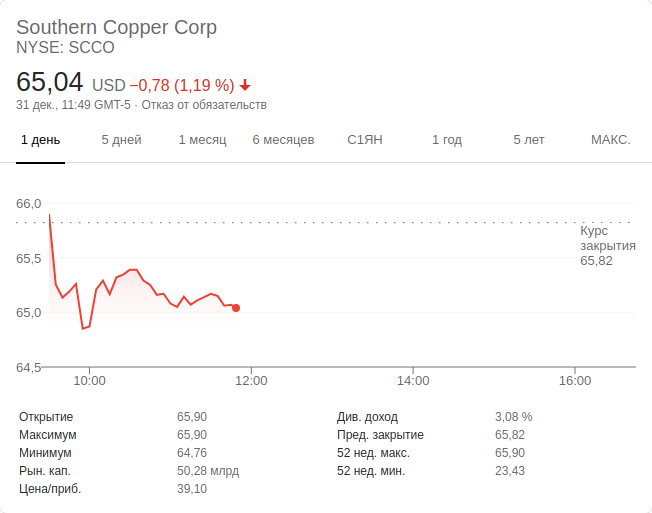 Southern Copper Corp
NYSE: SCCO
65,04 USD −0,78 (1,19 %)
31 дек., 11:49 GMT-5 · Отказ от обязательств
1 день 5 дней 1 месяц 6 месяцев С1ЯН 1 год 5 лет МАКС.
66,0
Курс
закрытия
65,5
65,82
65,0
64,5
10:00 12:00 14:00 16:00
Открытие 65,90 Див. доход 3,08 %
Максимум 65,90 Пред. закрытие 65,82
Минимум 64,76 52 нед. макс. 65,90
Рын. кап. 50,28 млрд 52 нед. мин. 23,43
Цена/приб. 39,10